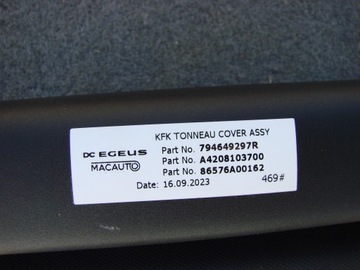 KFK TONNEAU COVER ASSY
DC EGEUS
MACAUTO
Part No. 794649297R
Part No. A4208103700
Part No. 86576A00162
Date: 16.09.2023
469#